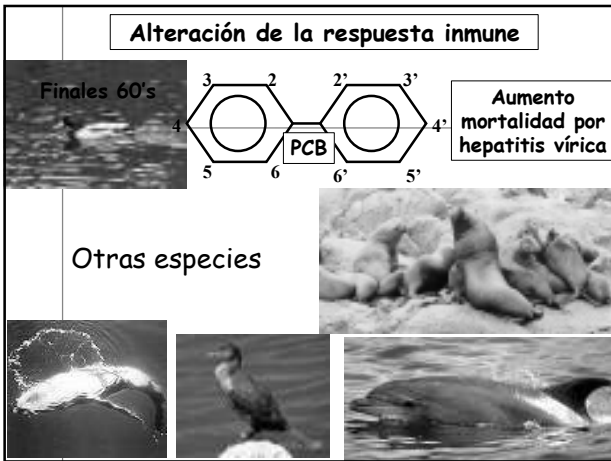 Alteración de la respuesta inmune
Finales 60's
3 2 2' 3'
4 4'
PCB
5 6 6' 5'
Aumento
mortalidad por
hepatitis vírica
Otras especies